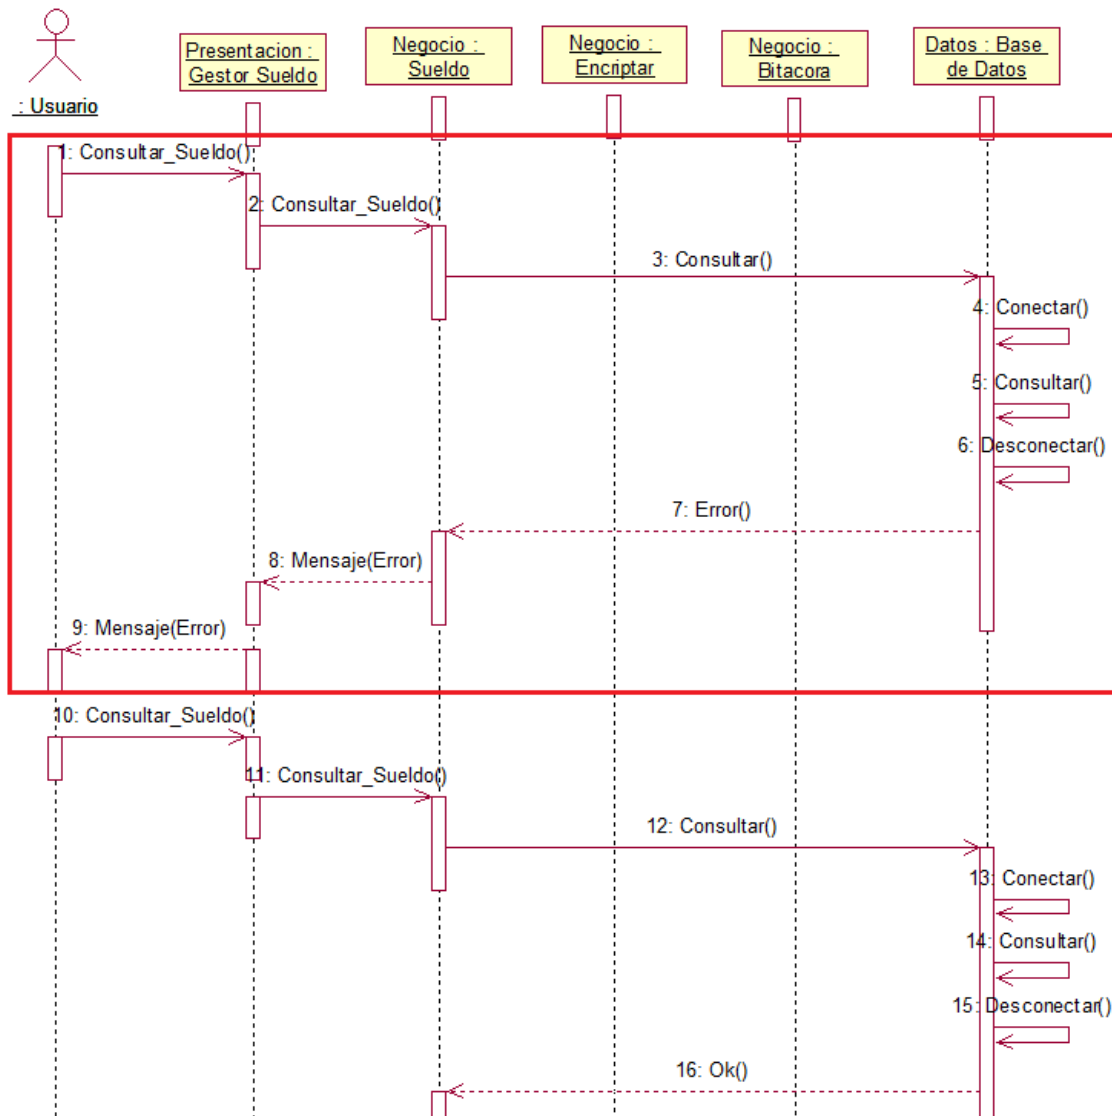 : Usuario
Presentacion :
Gestor Sueldo
Negocio :
Sueldo
Negocio :
Encriptar
Negocio :
Bitacora
Datos : Base
de Datos
1: Consultar_Sueldo()
2: Consultar_Sueldo()
3: Consultar()
4: Conectar()
5: Consultar()
6: Desconectar()
7: Error()
8: Mensaje(Error)
9: Mensaje(Error)
10: Consultar_Sueldo()
11: Consultar_Sueldo()
12: Consultar()
13: Conectar()
14: Consultar()
15: Desconectar()
16: Ok()